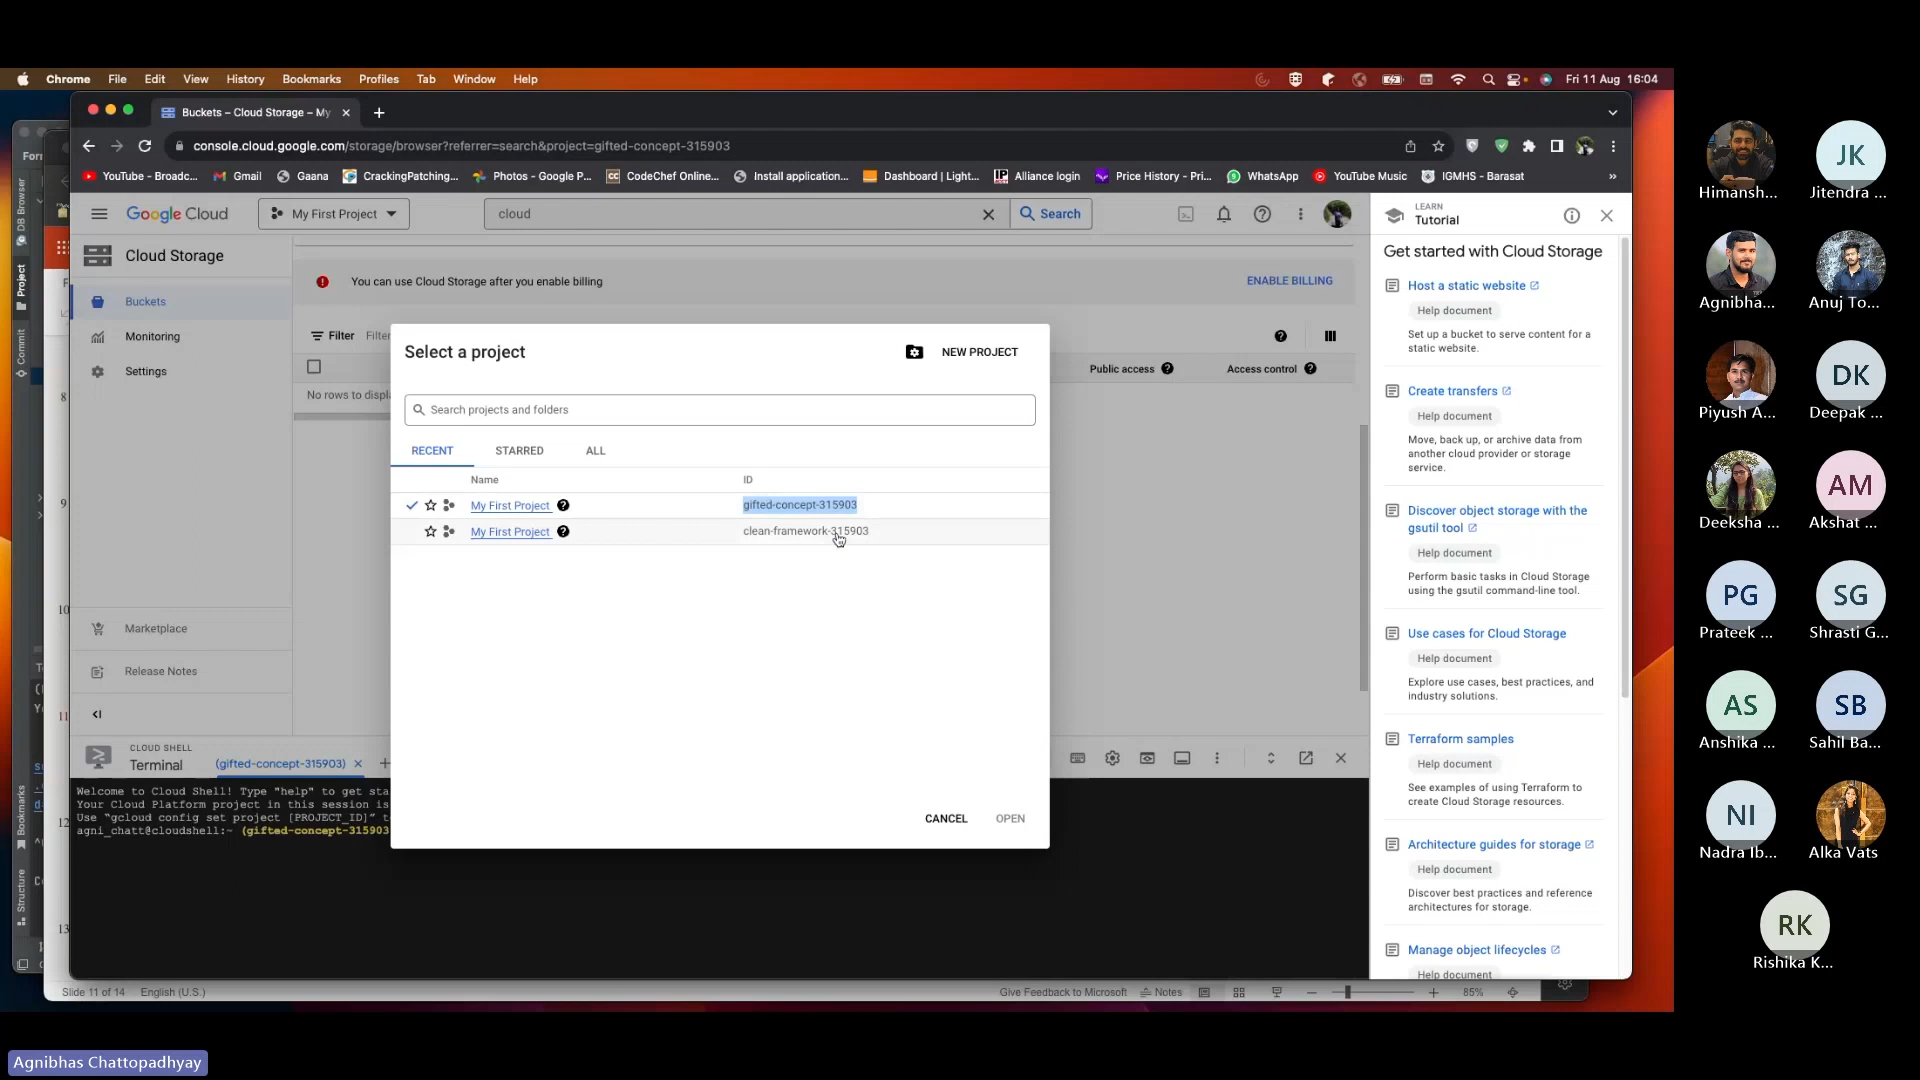 Chrome File Edit View History Bookmarks Profiles Tab Window Help
Fri 11 Aug 16:04
Buckets – Cloud Storage – My
console.cloud.google.com/storage/browser?referrer=search&project=gifted-concept-315903
YouTube - Broadc... Gmail Gaana CrackingPatching... Photos - Google P... CodeChef Online... Install application... Dashboard | Light... Alliance login Price History - Pri... WhatsApp YouTube Music IGMHS - Barasat »
Google Cloud
My First Project
cloud
Search
LEARN
Tutorial
Cloud Storage
Buckets
Monitoring
Settings
Marketplace
Release Notes
You can use Cloud Storage after you enable billing
ENABLE BILLING
Filter
Public access
Access control
Select a project
NEW PROJECT
Search projects and folders
RECENT STARRED ALL
Name ID
My First Project gifted-concept-315903
My First Project clean-framework-315903
CANCEL OPEN
CLOUD SHELL
Terminal
(gifted-concept-315903)
Welcome to Cloud Shell! Type "help" to get sta
Your Cloud Platform project in this session is
Use "gcloud config set project [PROJECT_ID]" t
agni_chatt@cloudshell:~ (gifted-concept-315903
Get started with Cloud Storage
Host a static website
Help document
Set up a bucket to serve content for a
static website.
Create transfers
Help document
Move, back up, or archive data from
another cloud provider or storage
service.
Discover object storage with the
gsutil tool
Help document
Perform basic tasks in Cloud Storage
using the gsutil command-line tool.
Use cases for Cloud Storage
Help document
Explore use cases, best practices, and
industry solutions.
Terraform samples
Help document
See examples of using Terraform to
create Cloud Storage resources.
Architecture guides for storage
Help document
Discover best practices and reference
architectures for storage.
Manage object lifecycles
Help document
DB Browser
Project
Commit
Bookmarks
Structure
8
9
10
11
12
13
Slide 11 of 14 English (U.S.)
Give Feedback to Microsoft Notes 85%
Himansh...
JK
Jitendra ...
Agnibha...
Anuj To...
Piyush A...
DK
Deepak ...
Deeksha ...
AM
Akshat ...
PG
Prateek ...
SG
Shrasti G...
AS
Anshika ...
SB
Sahil Ba...
NI
Nadra Ib...
Alka Vats
RK
Rishika K...
Agnibhas Chattopadhyay